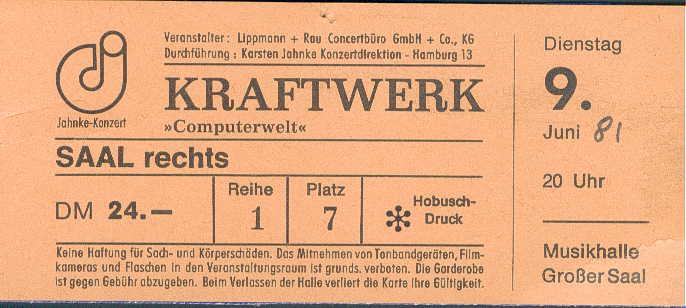 Veranstalter: Lippmann + Rau Concertbüro GmbH + Co., KG
Durchführung: Karsten Jahnke Konzertdirektion - Hamburg 13
Jahnke-Konzert
KRAFTWERK
»Computerwelt«
SAAL rechts
DM 24.—
Reihe
1
Platz
7
Hobusch-
Druck
Keine Haftung für Sach- und Körperschäden. Das Mitnehmen von Tonbandgeräten, Film-
kameras und Flaschen in den Veranstaltungsraum ist grunds. verboten. Die Garderobe
ist gegen Gebühr abzugeben. Beim Verlassen der Halle verliert die Karte ihre Gültigkeit.
Dienstag
9.
Juni 81
20 Uhr
Musikhalle
Großer Saal